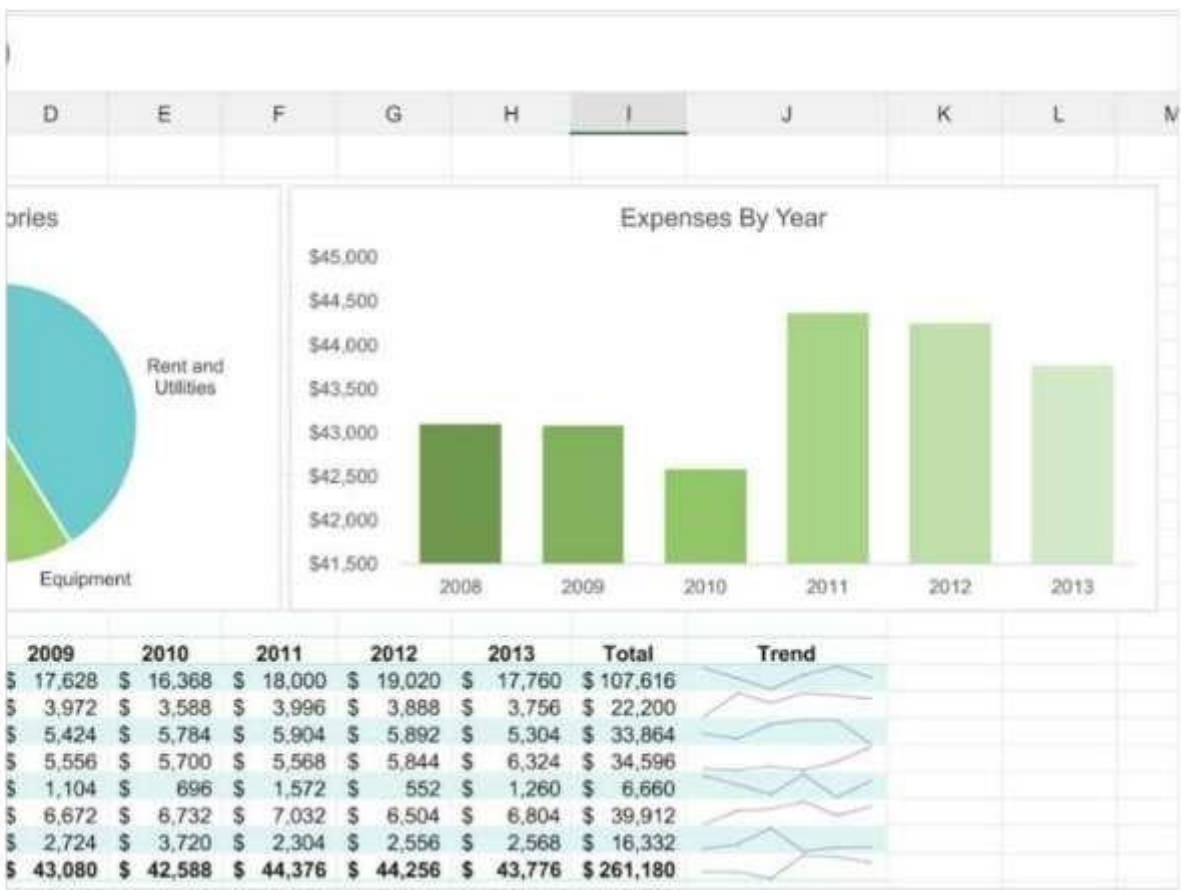 D E F G H I J K L M
ories
Rent and
Utilities
Equipment
Expenses By Year
$45,000
$44,500
$44,000
$43,500
$43,000
$42,500
$42,000
$41,500
2008 2009 2010 2011 2012 2013
2009 2010 2011 2012 2013 Total Trend
$ 17,628 $ 16,368 $ 18,000 $ 19,020 $ 17,760 $ 107,616
$ 3,972 $ 3,588 $ 3,996 $ 3,888 $ 3,756 $ 22,200
$ 5,424 $ 5,784 $ 5,904 $ 5,892 $ 5,304 $ 33,864
$ 5,556 $ 5,700 $ 5,568 $ 5,844 $ 6,324 $ 34,596
$ 1,104 $ 696 $ 1,572 $ 552 $ 1,260 $ 6,660
$ 6,672 $ 6,732 $ 7,032 $ 6,504 $ 6,804 $ 39,912
$ 2,724 $ 3,720 $ 2,304 $ 2,556 $ 2,568 $ 16,332
$ 43,080 $ 42,588 $ 44,376 $ 44,256 $ 43,776 $ 261,180